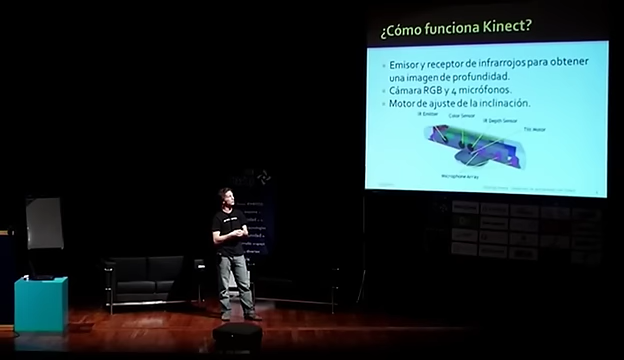 ¿Cómo funciona Kinect?
Emisor y receptor de infrarrojos para obtener
una imagen de profundidad.
Cámara RGB y 4 micrófonos.
Motor de ajuste de la inclinación.
IR Emitter
Color Sensor
IR Depth Sensor
Tilt Motor
Microphone Array